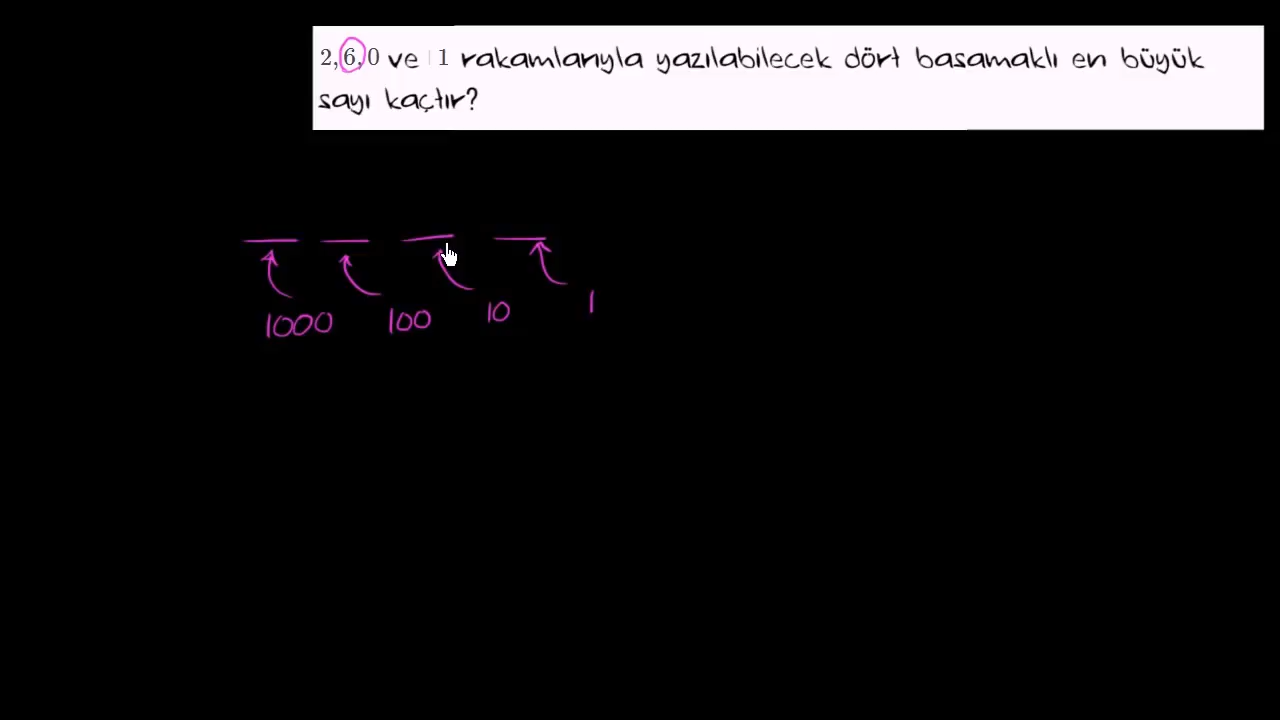 2,6,0 ve 1 rakamlarıyla yazılabilecek dört basamaklı en büyük
sayı kaçtır?
1000 100 10 1